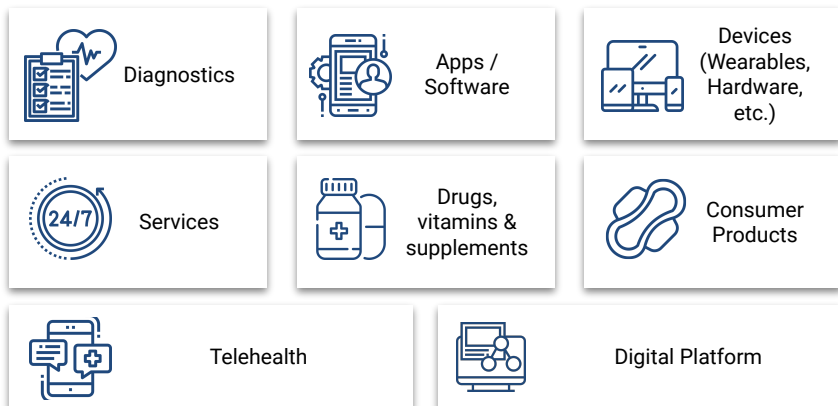 Diagnostics
Apps /
Software
Devices
(Wearables,
Hardware,
etc.)
24/7
Services
Drugs,
vitamins &
supplements
Consumer
Products
Telehealth
Digital Platform